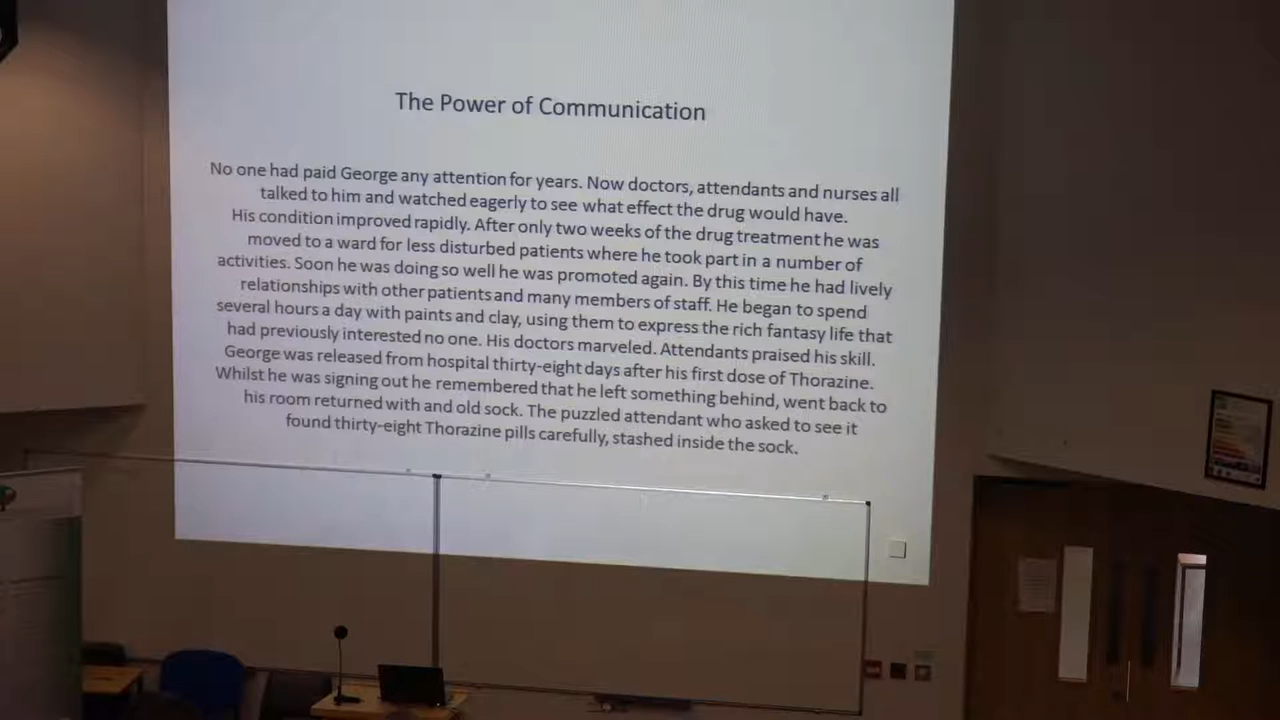 The Power of Communication
No one had paid George any attention for years. Now doctors, attendants and nurses all
talked to him and watched eagerly to see what effect the drug would have.
His condition improved rapidly. After only two weeks of the drug treatment he was
moved to a ward for less disturbed patients where he took part in a number of
activities. Soon he was doing so well he was promoted again. By this time he had lively
relationships with other patients and many members of staff. He began to spend
several hours a day with paints and clay, using them to express the rich fantasy life that
had previously interested no one. His doctors marveled. Attendants praised his skill.
George was released from hospital thirty-eight days after his first dose of Thorazine.
Whilst he was signing out he remembered that he left something behind, went back to
his room returned with and old sock. The puzzled attendant who asked to see it
found thirty-eight Thorazine pills carefully, stashed inside the sock.